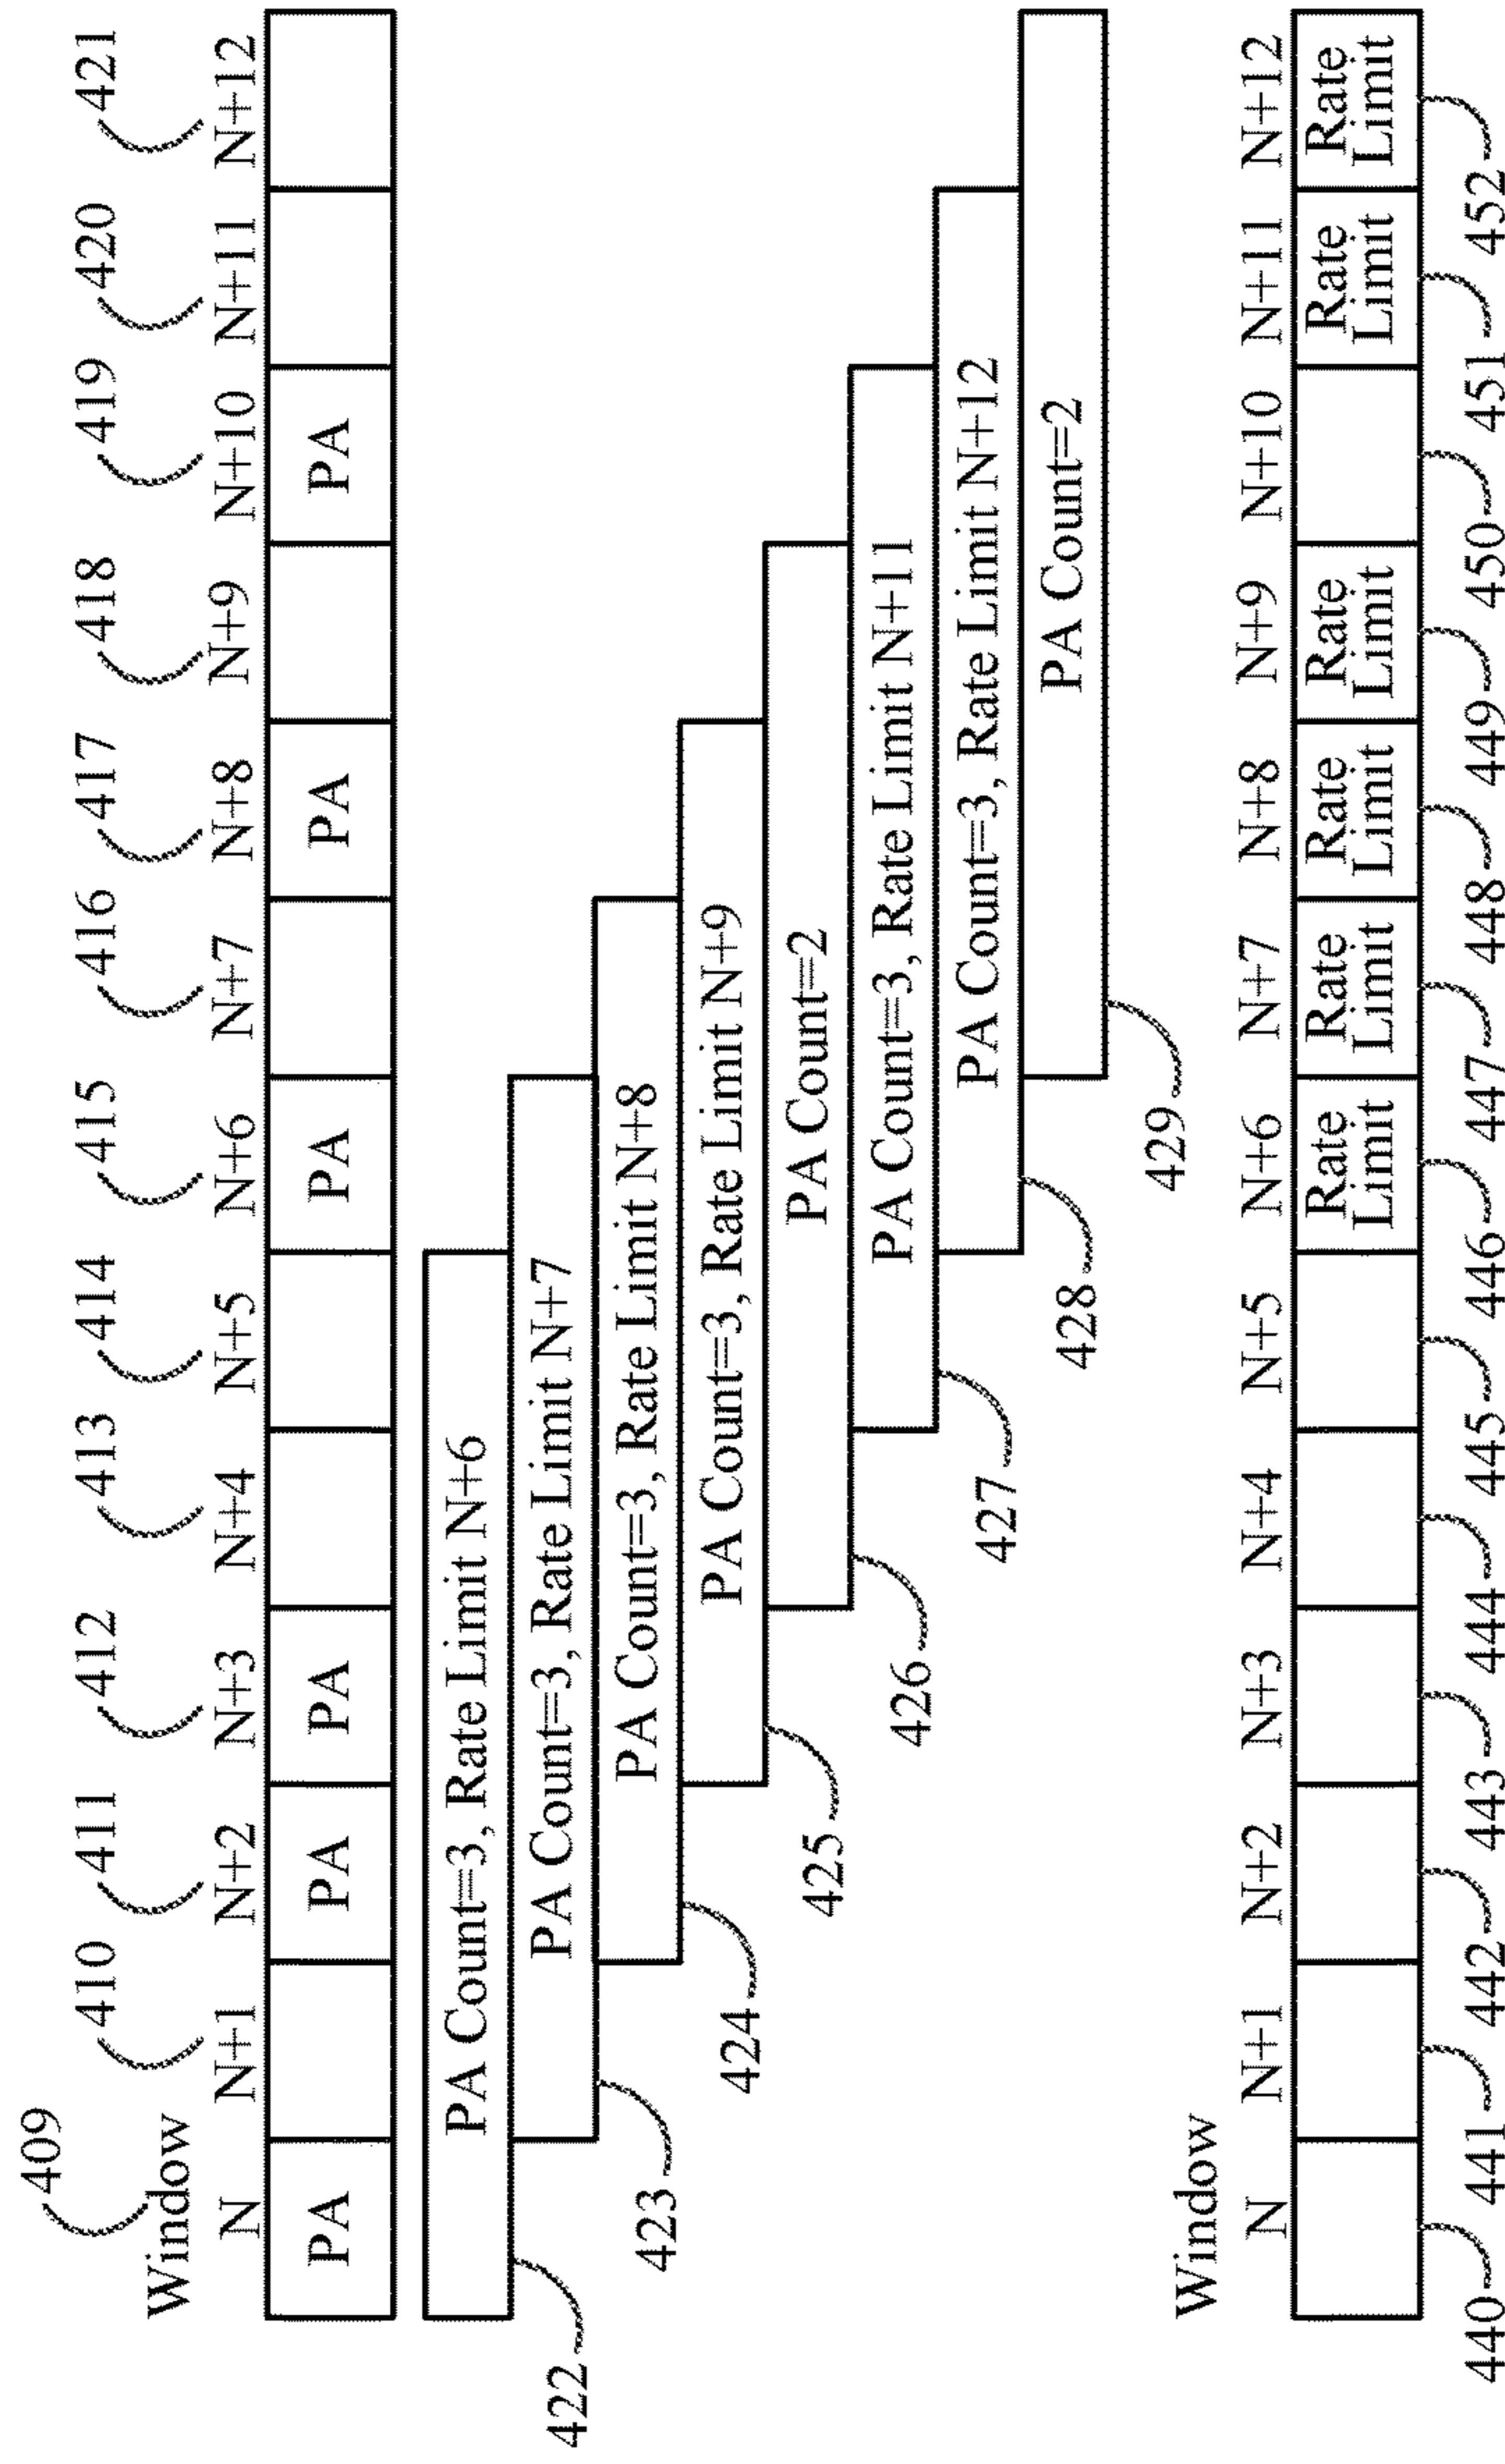 409
410
411
412
413
414
415
416
417
418
419
420
421
Window
N
N+1
N+2
N+3
N+4
N+5
N+6
N+7
N+8
N+9
N+10
N+11
N+12
PA
PA
PA
PA
PA
PA
PA Count=3, Rate Limit N+6
422
PA Count=3, Rate Limit N+7
423
PA Count=3, Rate Limit N+8
424
PA Count=3, Rate Limit N+9
425
PA Count=2
426
PA Count=3, Rate Limit N+11
427
PA Count=3, Rate Limit N+12
428
PA Count=2
429
Window
N
N+1
N+2
N+3
N+4
N+5
N+6
N+7
N+8
N+9
N+10
N+11
N+12
Rate
Limit
Rate
Limit
Rate
Limit
Rate
Limit
Rate
Limit
Rate
Limit
440
441
442
443
444
445
446
447
448
449
450
451
452